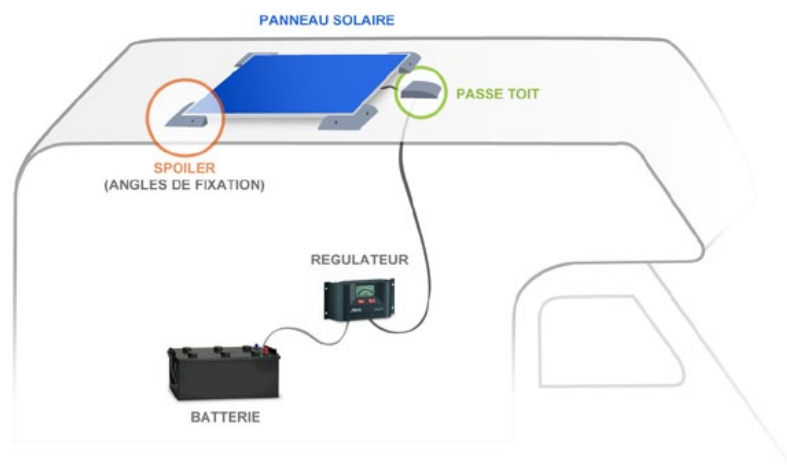 PANNEAU SOLAIRE
PASSE TOIT
SPOILER
(ANGLES DE FIXATION)
REGULATEUR
BATTERIE